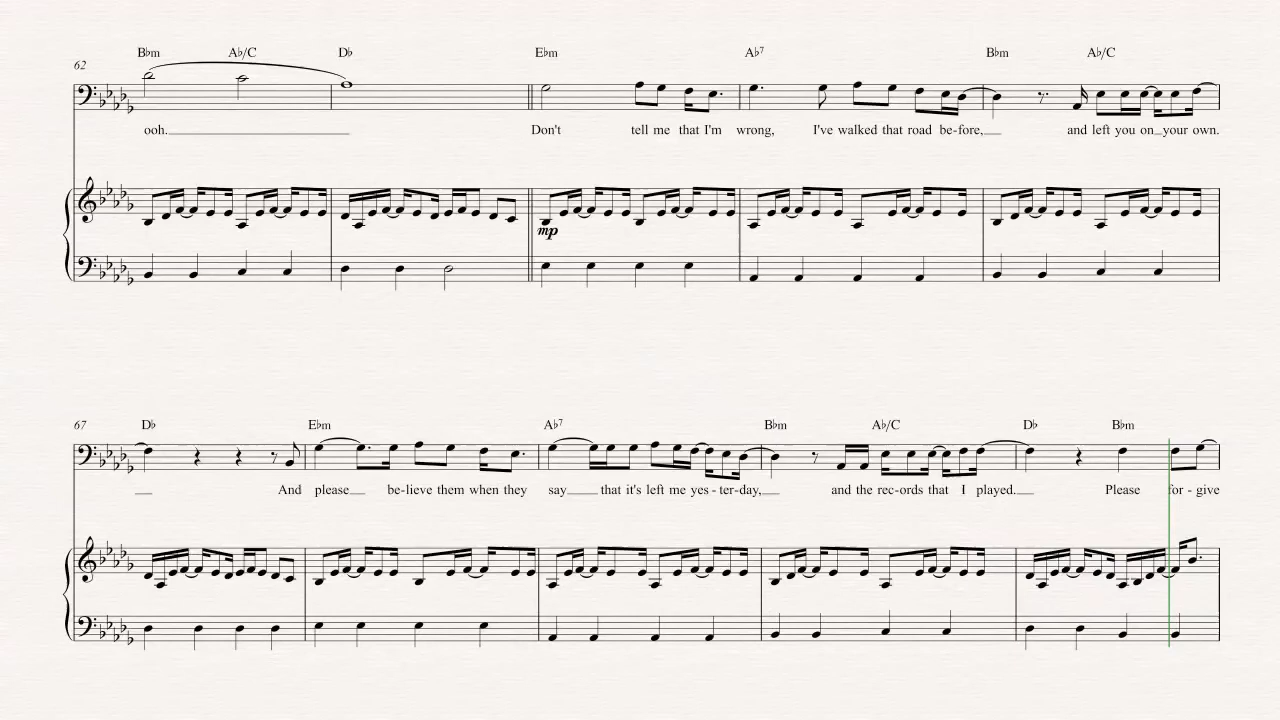 B♭m A♭/C D♭ E♭m A♭7 B♭m A♭/C
62
ooh. Don't tell me that I'm wrong, I've walked that road be-fore, and left you on your own.
mp
D♭ E♭m A♭7 B♭m A♭/C D♭ B♭m
67
And please be-lieve them when they say that it's left me yes-ter-day, and the rec-ords that I played. Please for-give